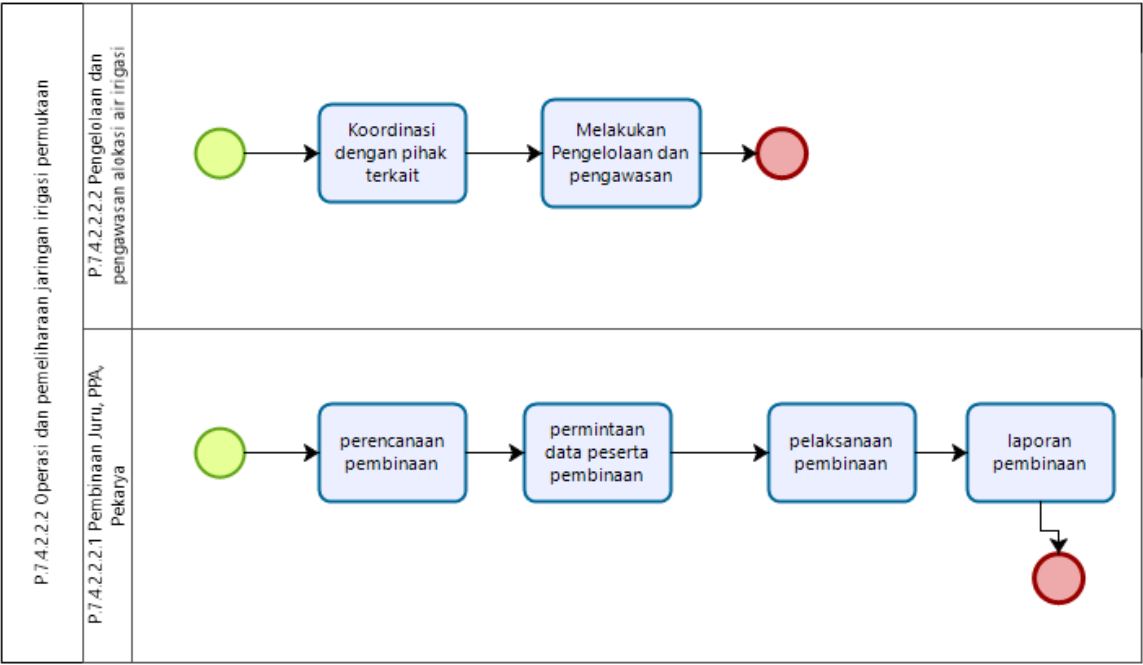 P.7.4.2.2.2 Operasi dan pemeliharaan jaringan irigasi permukaan
P.7.4.2.2.2.2 Pengelolaan dan
pengawasan alokasi air irigasi
Koordinasi
dengan pihak
terkait
Melakukan
Pengelolaan dan
pengawasan
P.7.4.2.2.2.1 Pembinaan Juru, PPA,
Pekarya
perencanaan
pembinaan
permintaan
data peserta
pembinaan
pelaksanaan
pembinaan
laporan
pembinaan